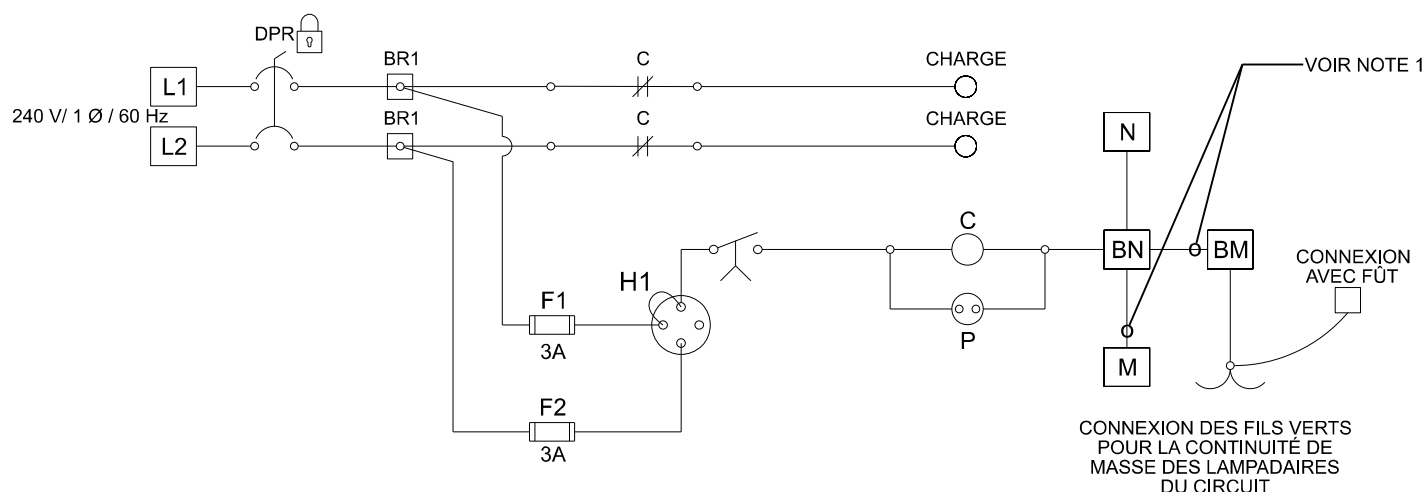 DPR
BR1
C
CHARGE
L1
VOIR NOTE 1
240 V/ 1 Ø / 60 Hz
BR1
C
CHARGE
N
L2
C
BN
BM
CONNEXION
AVEC FÛT
H1
F1
3A
P
M
F2
3A
CONNEXION DES FILS VERTS
POUR LA CONTINUITÉ DE
MASSE DES LAMPADAIRES
DU CIRCUIT